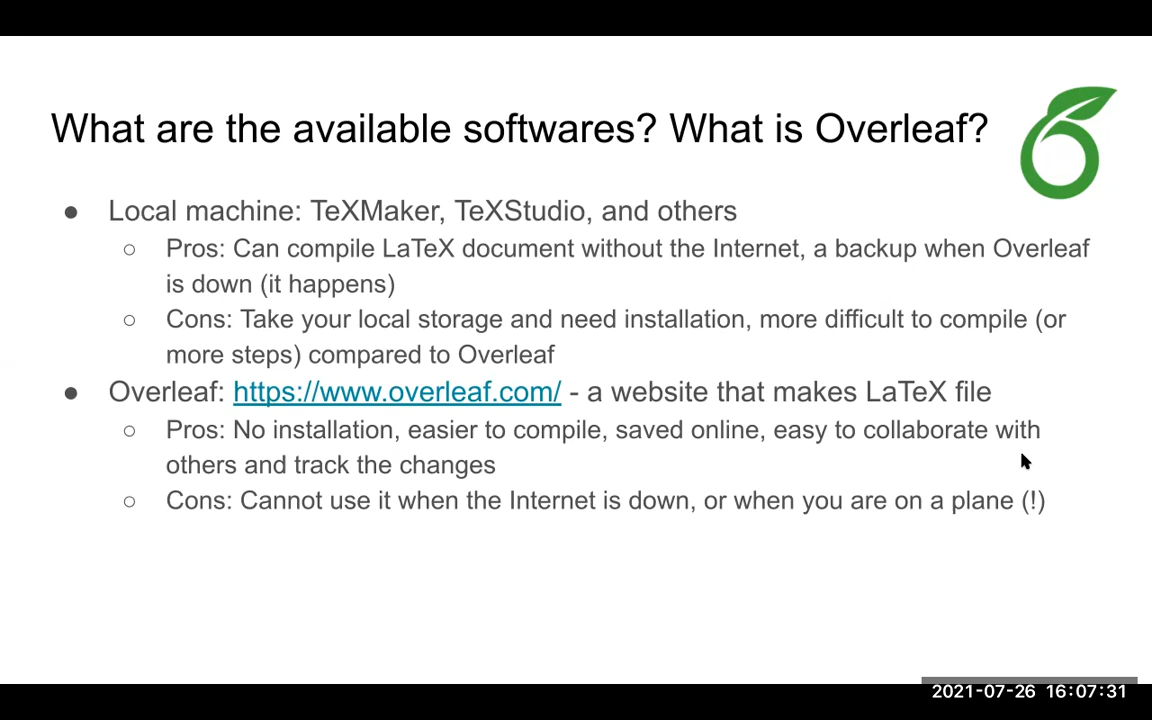 What are the available softwares? What is Overleaf?
● Local machine: TeXMaker, TeXStudio, and others
○ Pros: Can compile LaTeX document without the Internet, a backup when Overleaf
is down (it happens)
○ Cons: Take your local storage and need installation, more difficult to compile (or
more steps) compared to Overleaf
● Overleaf: https://www.overleaf.com/ - a website that makes LaTeX file
○ Pros: No installation, easier to compile, saved online, easy to collaborate with
others and track the changes
○ Cons: Cannot use it when the Internet is down, or when you are on a plane (!)
2021-07-26 16:07:31